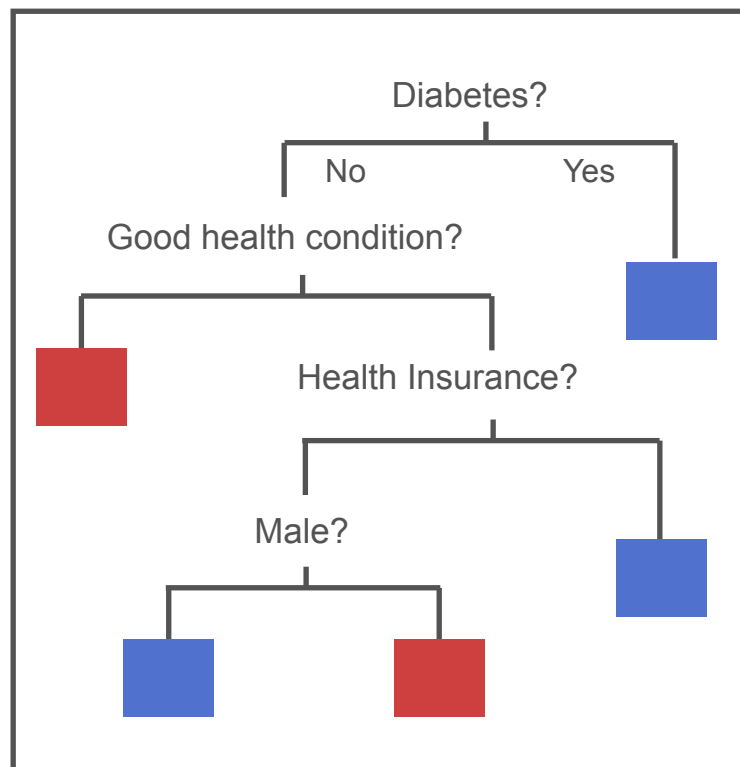 Diabetes?
No
Yes
Good health condition?
Health Insurance?
Male?